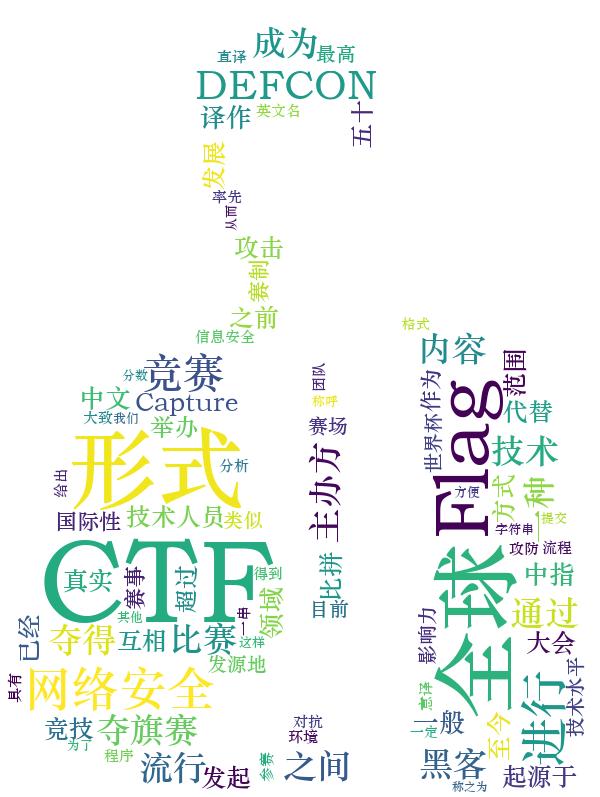 成为
直译
最高
DEFCON
译作
英文名
五十
发展
率先
从而
攻击
赛制
之前
信息安全
格式
内容
范围
竞赛
分数
团队
世界杯
作为
Flag
中文
Capture
称呼
代替
大致
我们
举办
赛场
技术
形式
分析
主办方
给出
方便
方式
一种
国际性
技术人员
类似
字符串
提交
CTF
攻防
流程
真实
赛事
超过
得到
领域
比拼
全球
中指
其他
一串
目前
通过
已经
夺得
互相
比赛
这样
影响力
大会
发源地
具有
网络安全
意译
进行
技术水平
竞技
夺旗赛
对抗
环境
一般
一定
至今
为了
程序
流行
发起
参赛
之间
黑客
称之为
起源于